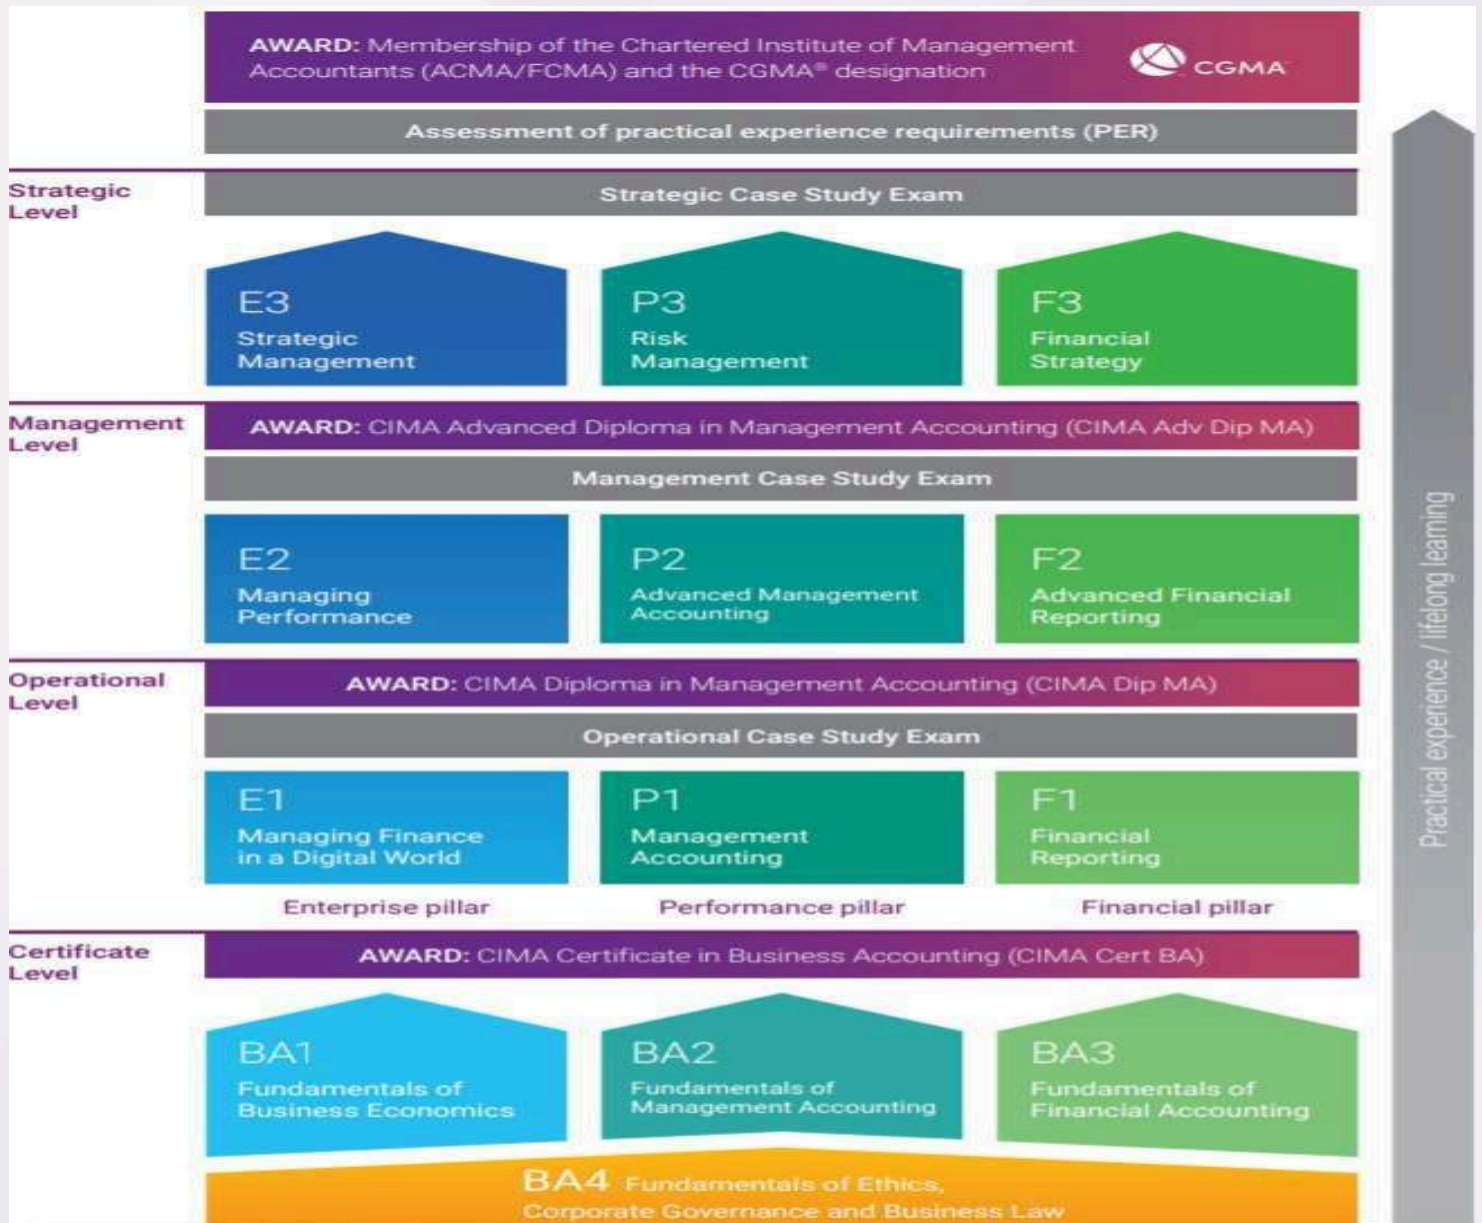 AWARD: Membership of the Chartered Institute of Management
Accountants (ACMA/FCMA) and the CGMA® designation
CGMA
Assessment of practical experience requirements (PER)
Strategic
Level
Strategic Case Study Exam
E3
Strategic
Management
P3
Risk
Management
F3
Financial
Strategy
Management
Level
AWARD: CIMA Advanced Diploma in Management Accounting (CIMA Adv Dip MA)
Management Case Study Exam
E2
Managing
Performance
P2
Advanced Management
Accounting
F2
Advanced Financial
Reporting
Operational
Level
AWARD: CIMA Diploma in Management Accounting (CIMA Dip MA)
Operational Case Study Exam
E1
Managing Finance
in a Digital World
P1
Management
Accounting
F1
Financial
Reporting
Enterprise pillar
Performance pillar
Financial pillar
Certificate
Level
AWARD: CIMA Certificate in Business Accounting (CIMA Cert BA)
BA1
Fundamentals of
Business Economics
BA2
Fundamentals of
Management Accounting
BA3
Fundamentals of
Financial Accounting
BA4 Fundamentals of Ethics,
Corporate Governance and Business Law
Practical experience / lifelong learning